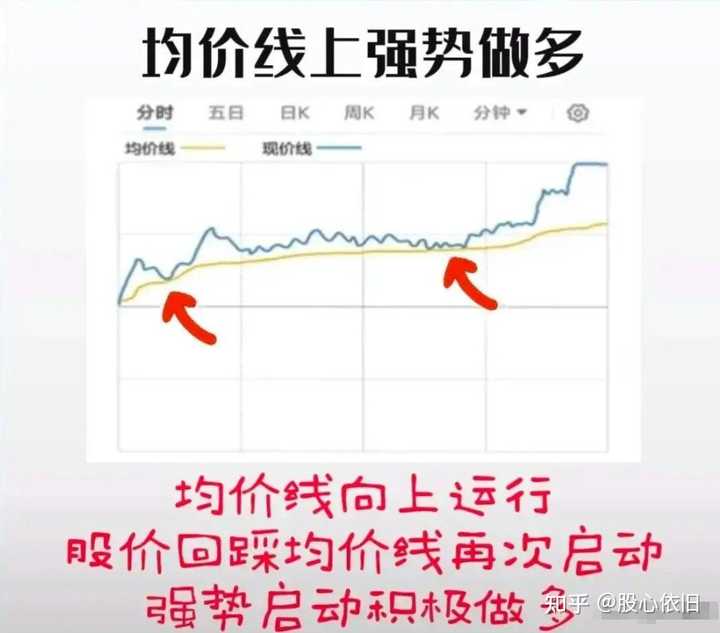 均价线上强势做多
分时 五日 日K 周K 月K 分钟
均价线 现价线
均价线向上运行
股价回踩均价线再次启动
强势启动积极做多
知乎 @股心依旧